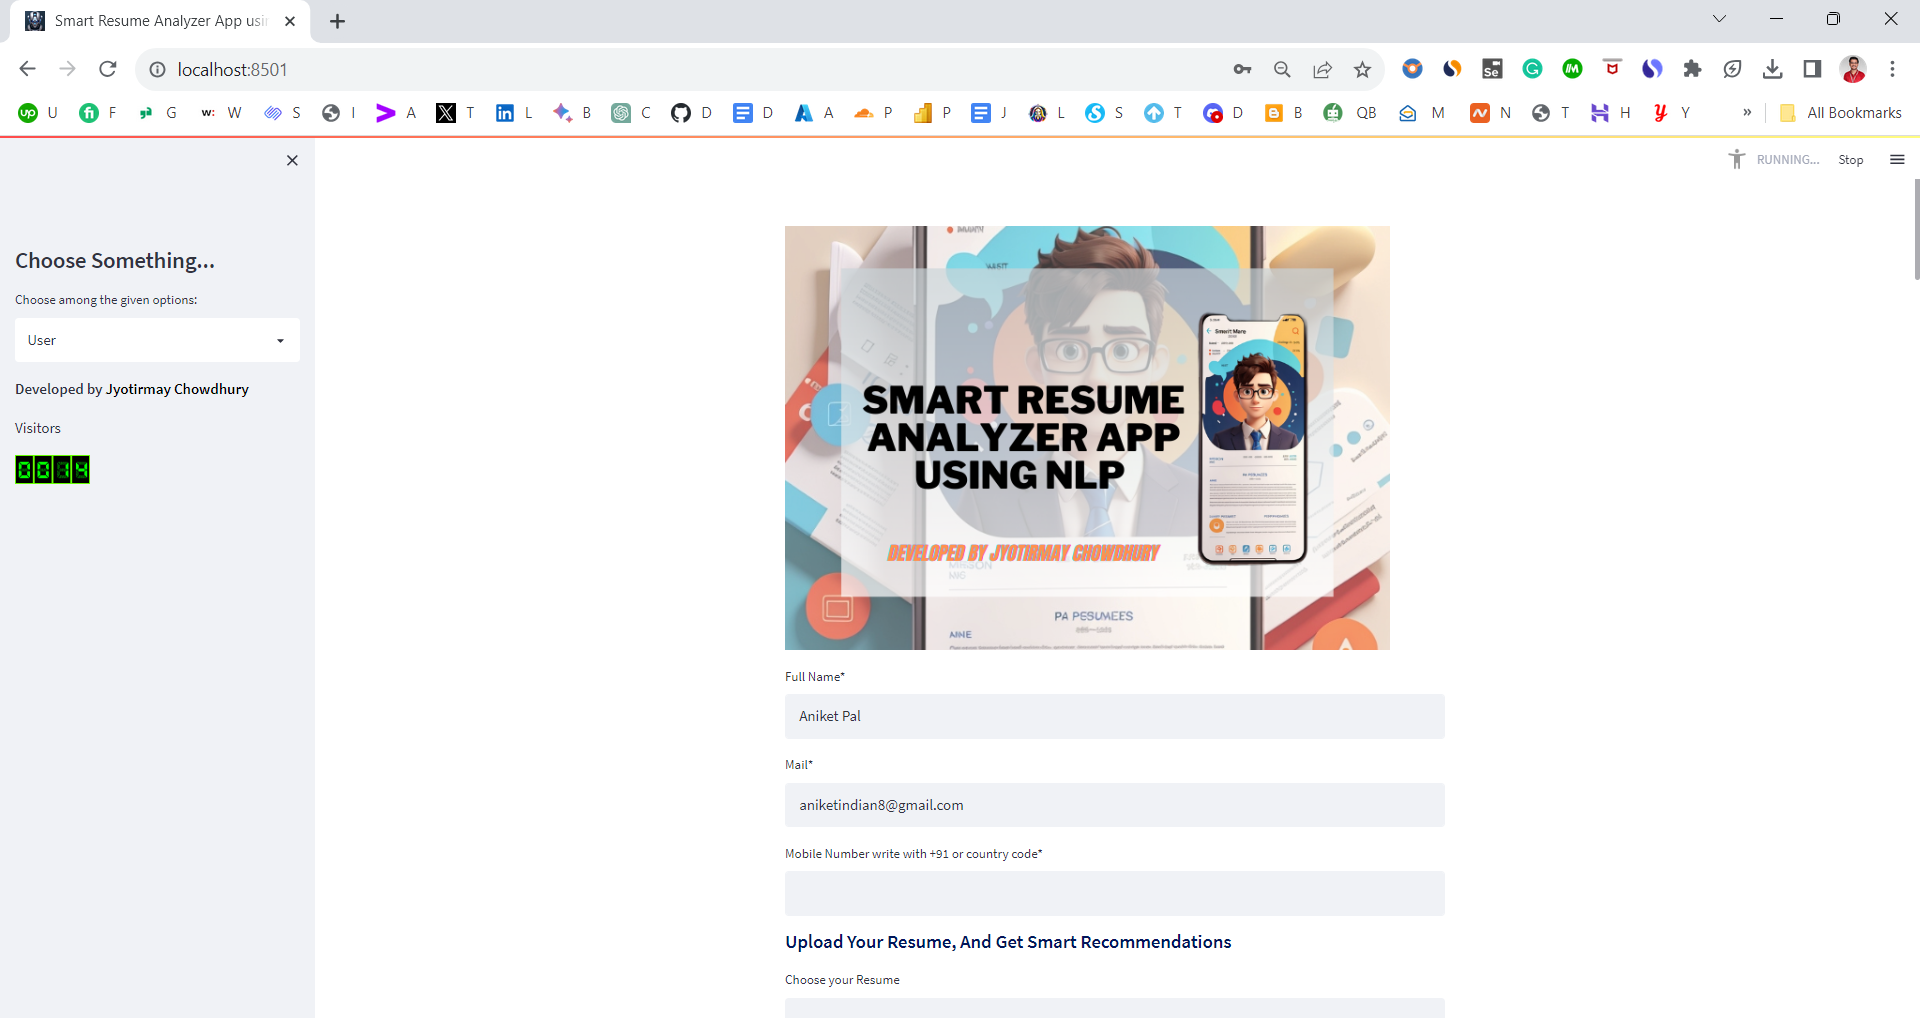 Smart Resume Analyzer App usi
localhost:8501
U F G W S I A T L B C D D A P P J L S T D B QB M N T H Y » All Bookmarks
RUNNING... Stop
Choose Something...
Choose among the given options:
User
Developed by Jyotirmay Chowdhury
Visitors
0014
SMART RESUME
ANALYZER APP
USING NLP
DEVELOPED BY JYOTIRMAY CHOWDHURY
PA PESUMEES
Full Name*
Aniket Pal
Mail*
aniketindian8@gmail.com
Mobile Number write with +91 or country code*
Upload Your Resume, And Get Smart Recommendations
Choose your Resume